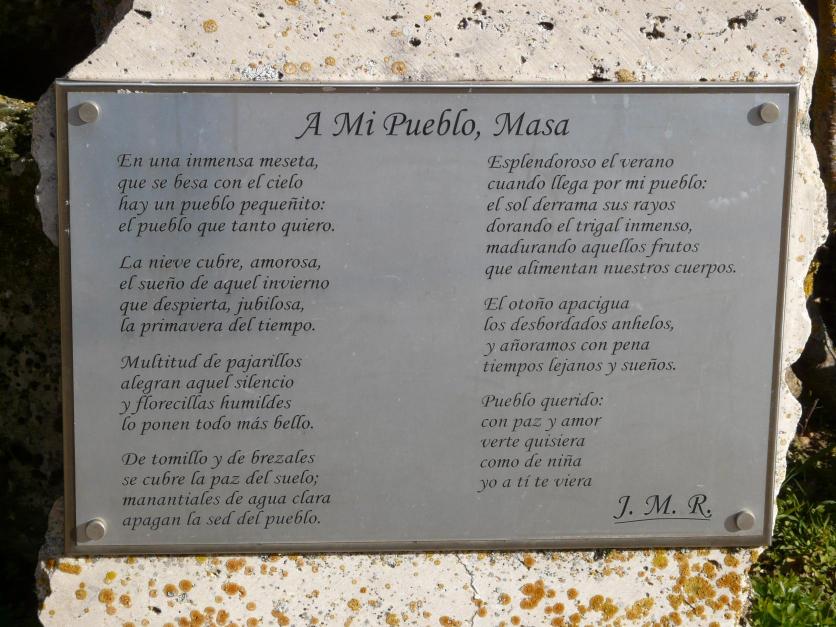 A Mi Pueblo, Masa
En una inmensa meseta,
que se besa con el cielo
hay un pueblo pequeñito:
el pueblo que tanto quiero.
La nieve cubre, amorosa,
el sueño de aquel invierno
que despierta, jubilosa,
la primavera del tiempo.
Multitud de pajarillos
alegran aquel silencio
y florecillas humildes
lo ponen todo más bello.
De tomillo y de brezales
se cubre la paz del suelo;
manantiales de agua clara
apagan la sed del pueblo.
Esplendoroso el verano
cuando llega por mi pueblo:
el sol derrama sus rayos
dorando el trigal inmenso,
madurando aquellos frutos
que alimentan nuestros cuerpos.
El otoño apacigua
los desbordados anhelos,
y añoramos con pena
tiempos lejanos y sueños.
Pueblo querido:
con paz y amor
verte quisiera
como de niña
yo a tí te viera
J. M. R.